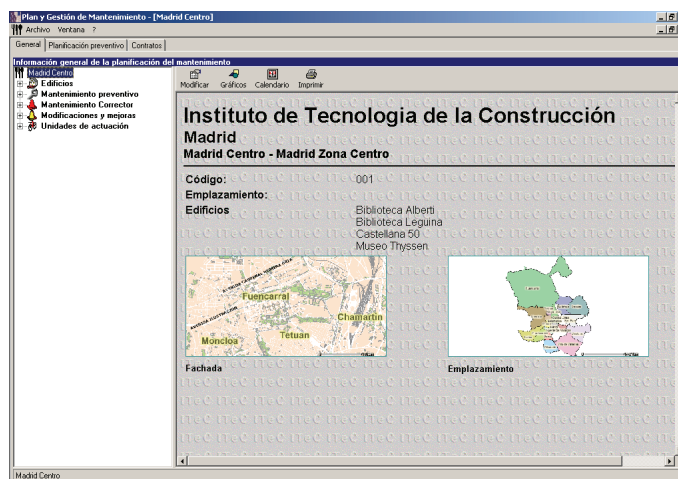 Plan y Gestión de Mantenimiento - [Madrid Centro]
Archivo Ventana ?
General Planificación preventivo Contratos
Información general de la planificación del mantenimiento
Madrid Centro
Edificios
Mantenimiento preventivo
Mantenimiento Corrector
Modificaciones y mejoras
Unidades de actuación
Modificar Gráficos Calendario Imprimir
Instituto de Tecnologia de la Construcción
Madrid
Madrid Centro - Madrid Zona Centro
Código: 001
Emplazamiento:
Edificios Biblioteca Alberti
Biblioteca Leguina
Castellana 50
Museo Thyssen
Fuencarral
Chamartin
Tetuan
Moncloa
Fachada Emplazamiento
Madrid Centro